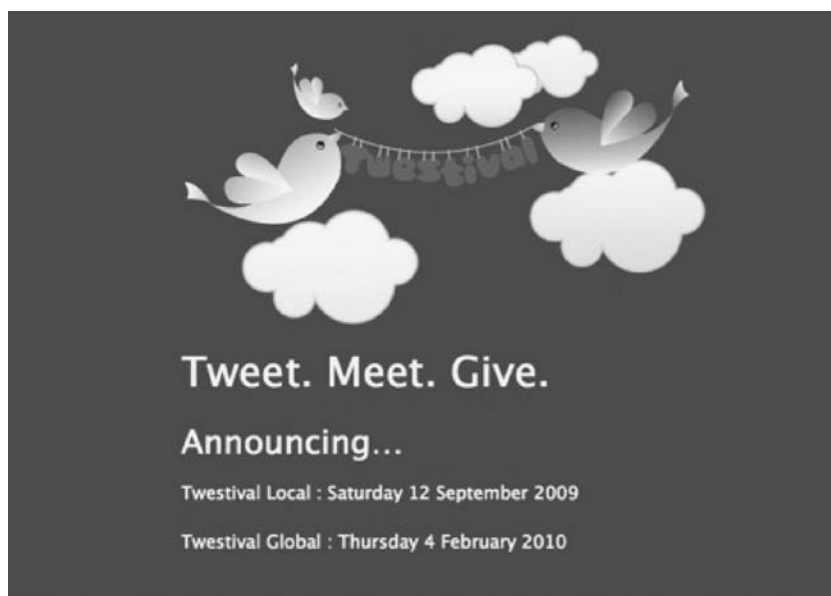 Twestival
Tweet. Meet. Give.
Announcing...
Twestival Local : Saturday 12 September 2009
Twestival Global : Thursday 4 February 2010